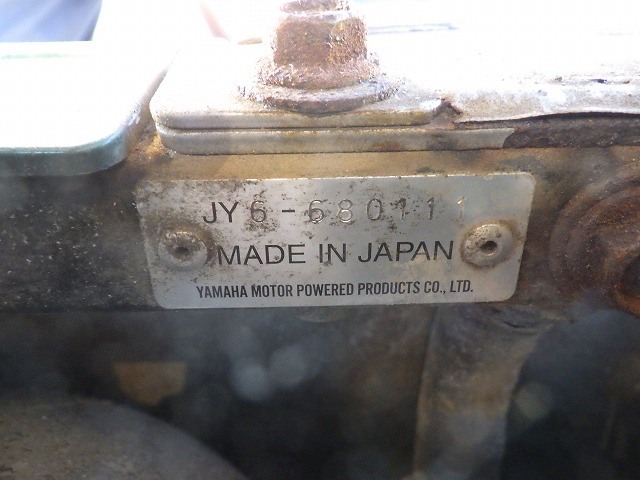 JY6-680111
MADE IN JAPAN
YAMAHA MOTOR POWERED PRODUCTS CO., LTD.